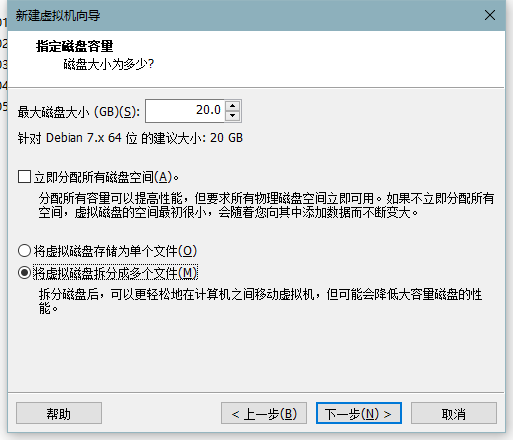 新建虚拟机向导
指定磁盘容量
磁盘大小为多少?
最大磁盘大小 (GB)(S): 20.0
针对 Debian 7.x 64 位 的建议大小: 20 GB
立即分配所有磁盘空间(A)。
分配所有容量可以提高性能，但要求所有物理磁盘空间立即可用。如果不立即分配所有
空间，虚拟磁盘的空间最初很小，会随着您向其中添加数据而不断变大。
将虚拟磁盘存储为单个文件(O)
将虚拟磁盘拆分成多个文件(M)
拆分磁盘后，可以更轻松地在计算机之间移动虚拟机，但可能会降低大容量磁盘的性
能。
帮助 < 上一步(B) 下一步(N) > 取消